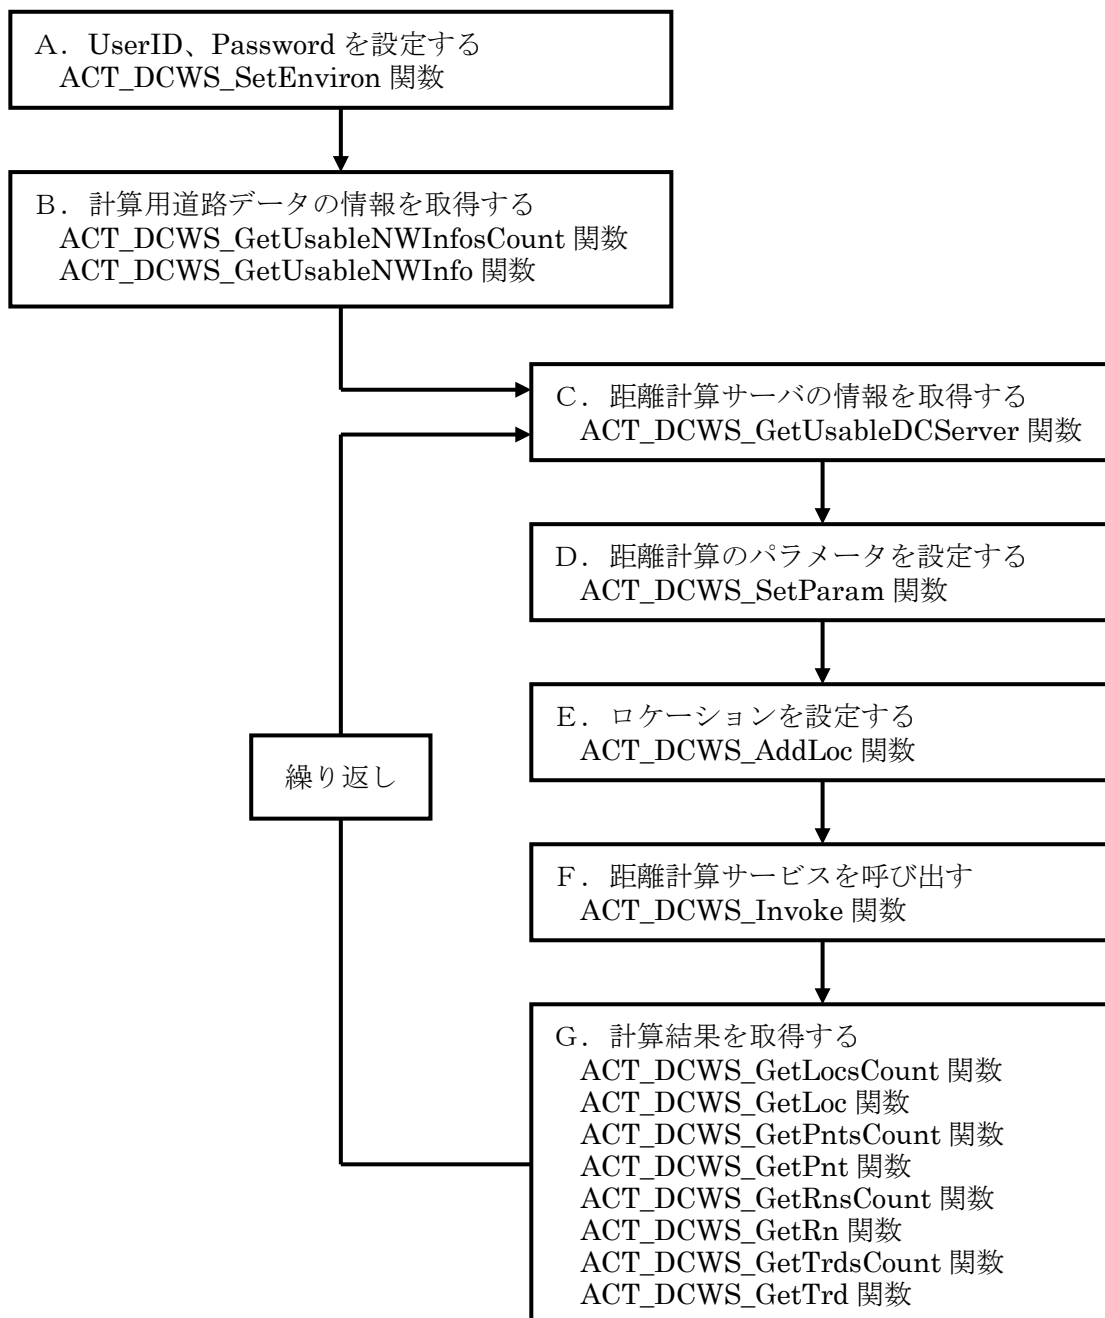 A．UserID、Password を設定する
ACT_DCWS_SetEnviron 関数
B．計算用道路データの情報を取得する
ACT_DCWS_GetUsableNWInfosCount 関数
ACT_DCWS_GetUsableNWInfo 関数
C．距離計算サーバの情報を取得する
ACT_DCWS_GetUsableDCServer 関数
D．距離計算のパラメータを設定する
ACT_DCWS_SetParam 関数
E．ロケーションを設定する
ACT_DCWS_AddLoc 関数
繰り返し
F．距離計算サービスを呼び出す
ACT_DCWS_Invoke 関数
G．計算結果を取得する
ACT_DCWS_GetLocsCount 関数
ACT_DCWS_GetLoc 関数
ACT_DCWS_GetPntsCount 関数
ACT_DCWS_GetPnt 関数
ACT_DCWS_GetRnsCount 関数
ACT_DCWS_GetRn 関数
ACT_DCWS_GetTrdsCount 関数
ACT_DCWS_GetTrd 関数